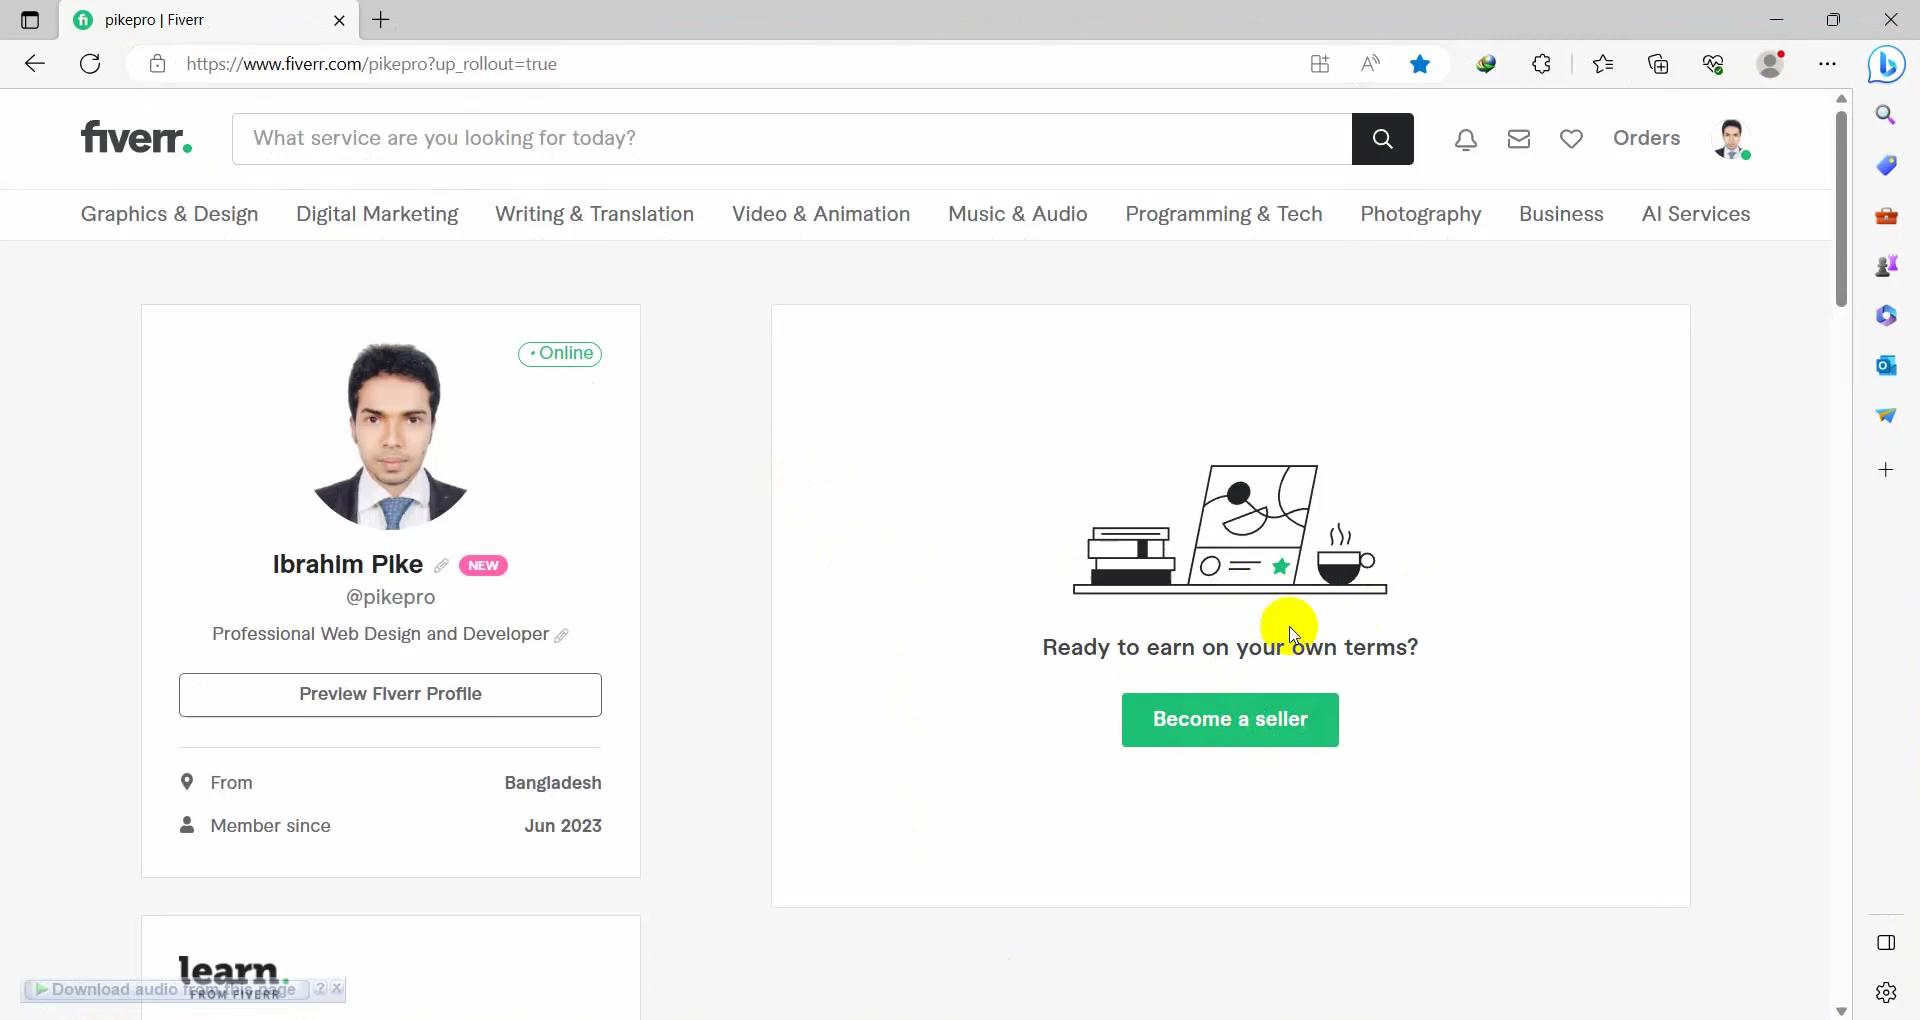 pikepro | Fiverr
https://www.fiverr.com/pikepro?up_rollout=true
fiverr.
What service are you looking for today?
Orders
Graphics & Design Digital Marketing Writing & Translation Video & Animation Music & Audio Programming & Tech Photography Business AI Services
• Online
Ibrahim Pike NEW
@pikepro
Professional Web Design and Developer
Preview Fiverr Profile
From Bangladesh
Member since Jun 2023
Ready to earn on your own terms?
Become a seller
learn.
FROM FIVERR
Download audio from this page ? x